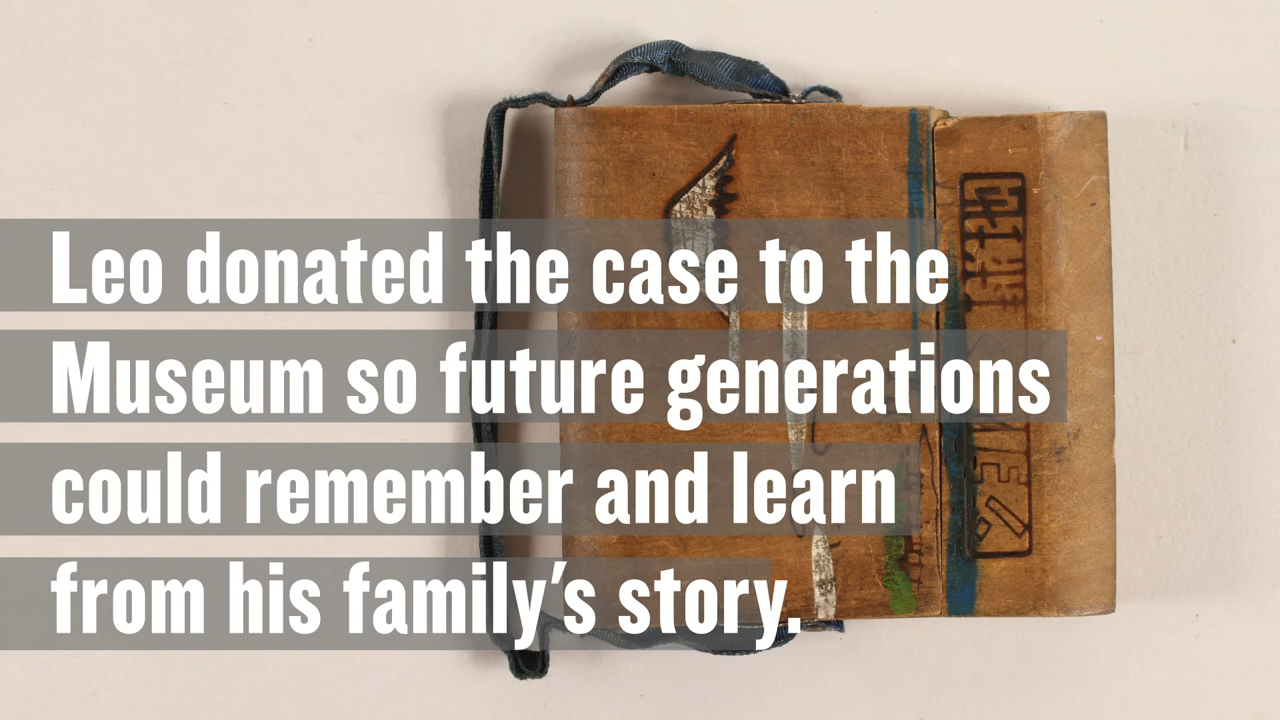 Leo donated the case to the
Museum so future generations
could remember and learn
from his family’s story.